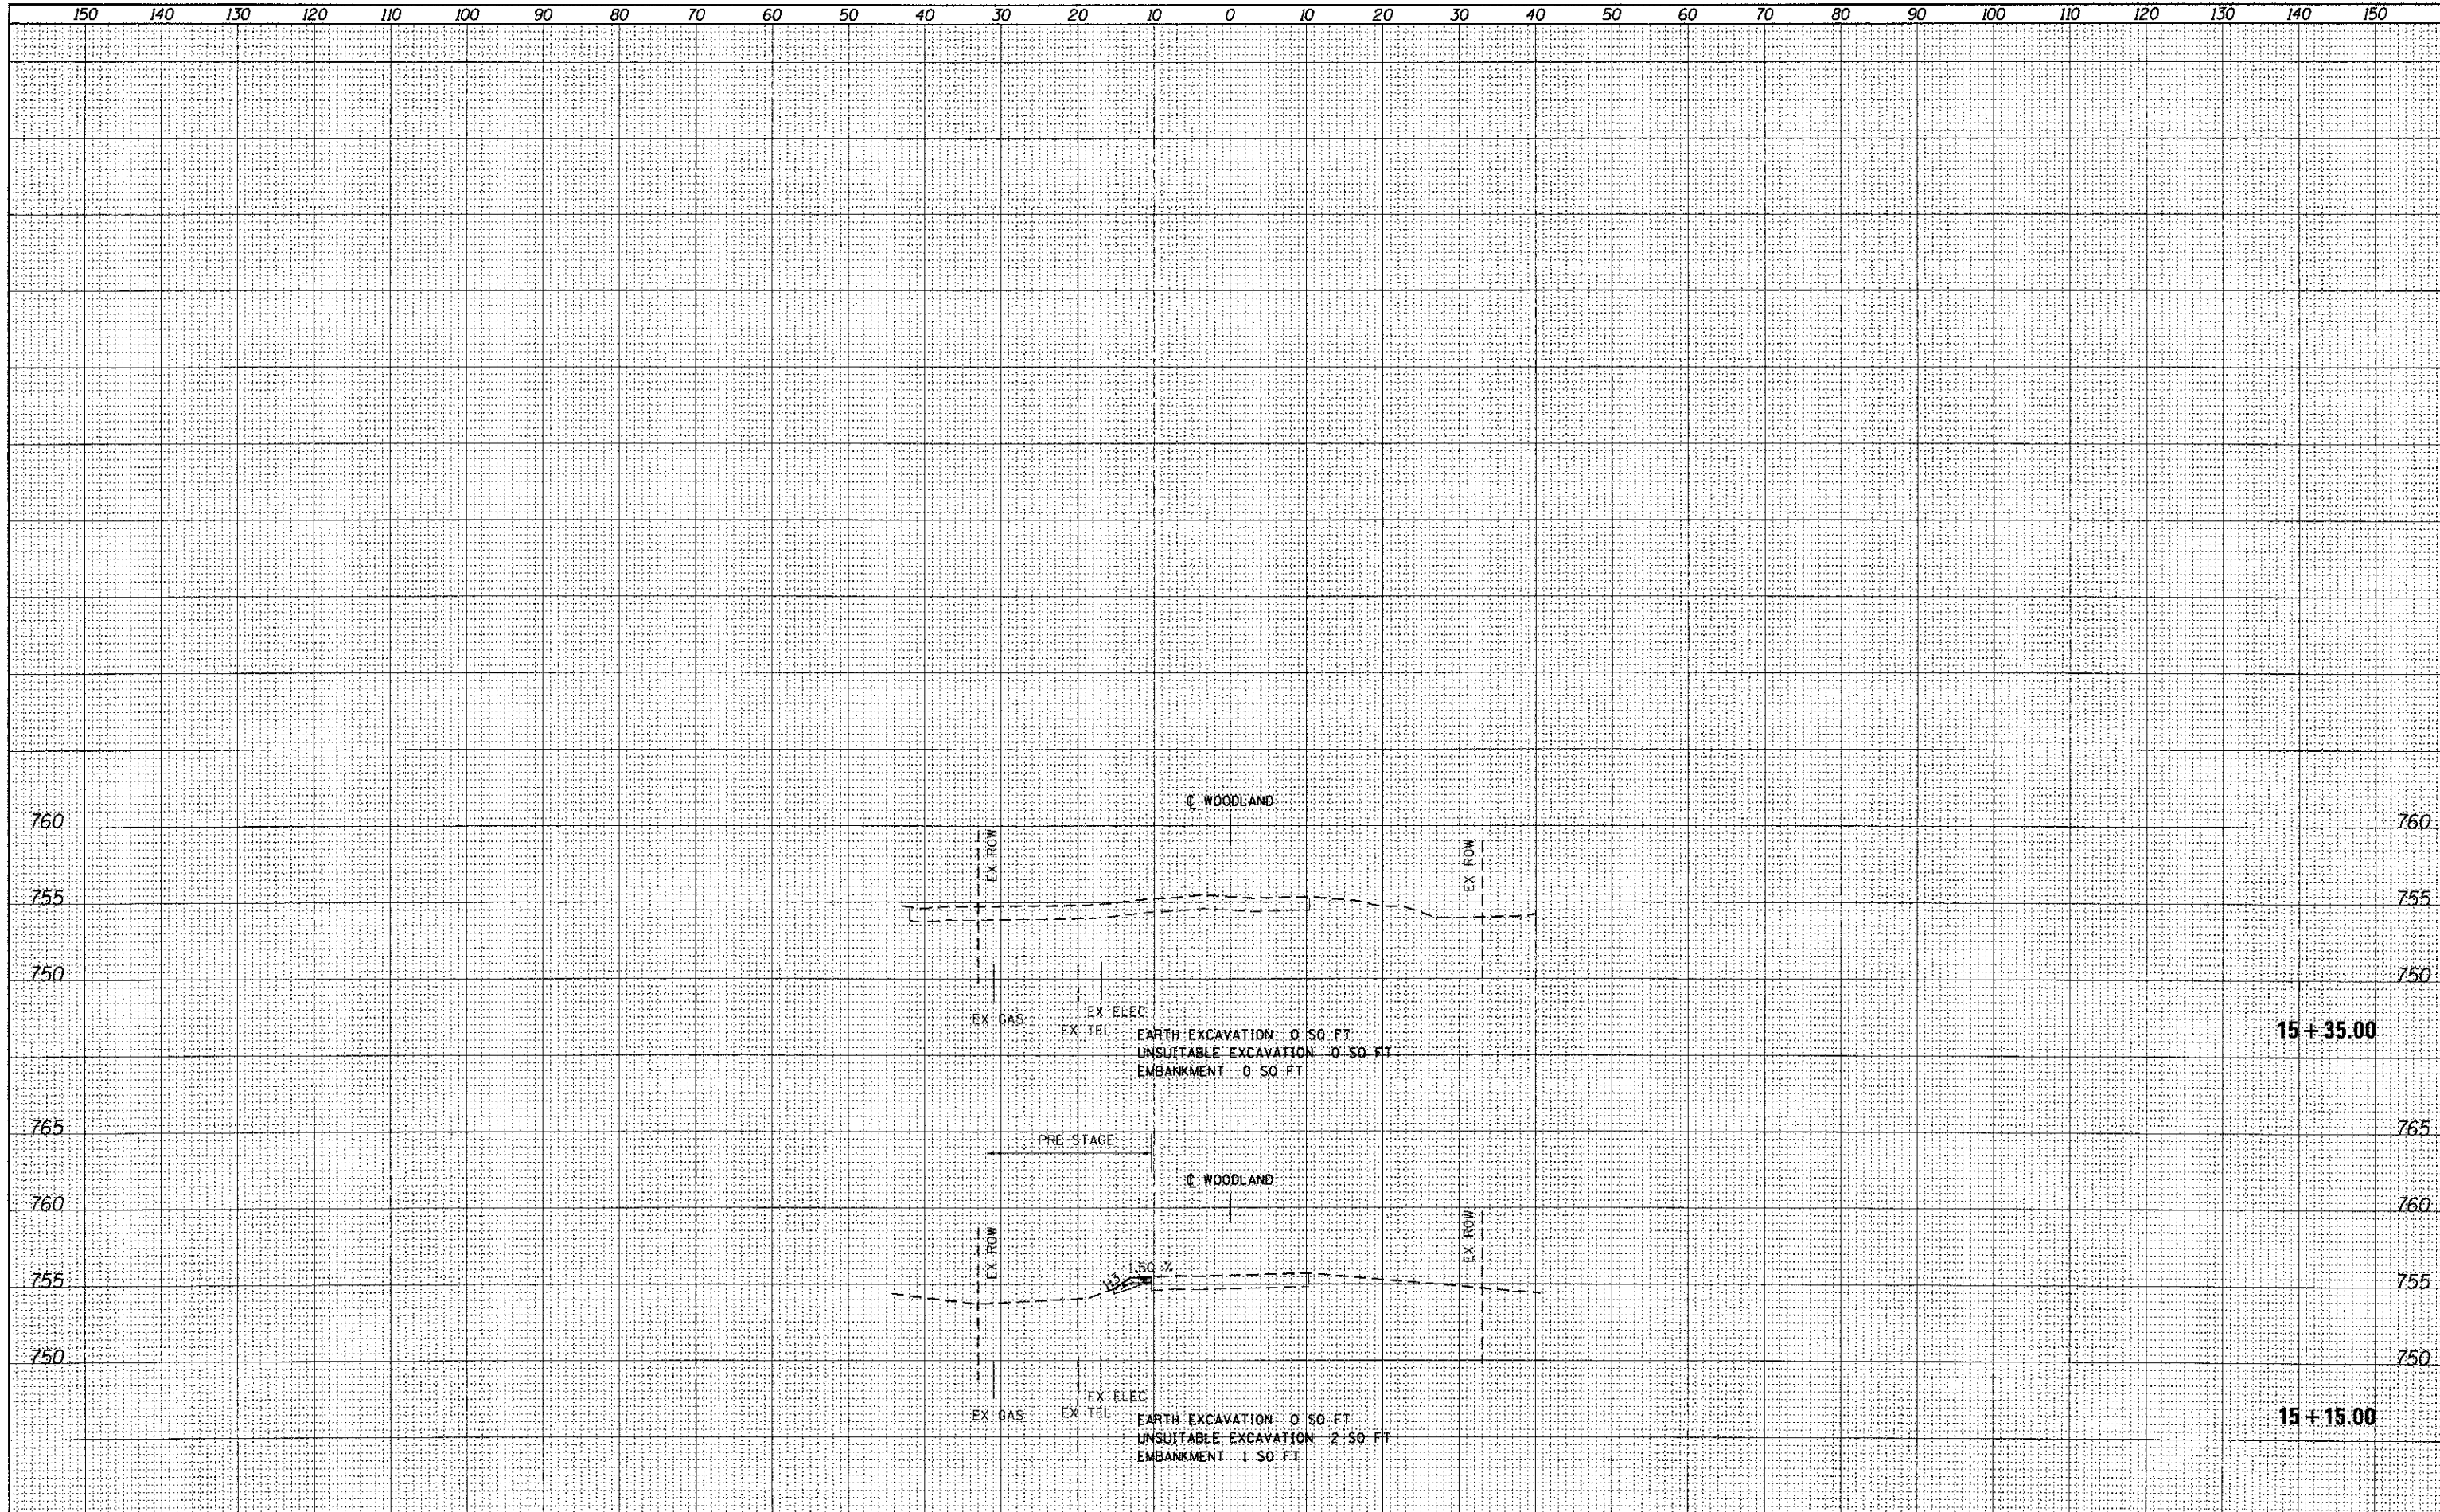 150 140 130 120 110 100 90 80 70 60 50 40 30 20 10 0 10 20 30 40 50 60 70 80 90 100 110 120 130 140 150
℄ WOODLAND
760 760
EX ROW EX ROW
755 755
750 750
EX GAS
EX ELEC
EX TEL
EARTH EXCAVATION 0 SQ FT
UNSUITABLE EXCAVATION 0 SQ FT
EMBANKMENT 0 SQ FT
15+35.00
765 765
PRE-STAGE
℄ WOODLAND
760 760
EX ROW EX ROW
1:3 1.50 %
755 755
750 750
EX GAS
EX ELEC
EX TEL
EARTH EXCAVATION 0 SQ FT
UNSUITABLE EXCAVATION 2 SQ FT
EMBANKMENT 1 SQ FT
15+15.00